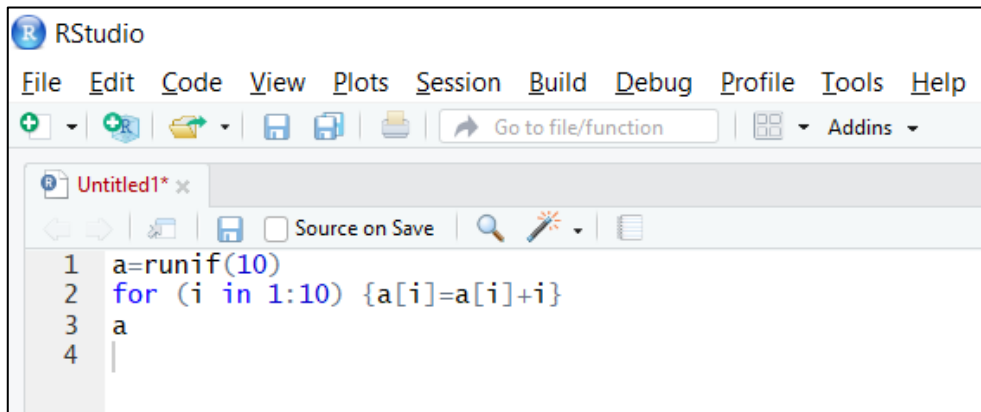 RStudio
File Edit Code View Plots Session Build Debug Profile Tools Help
Go to file/function Addins
Untitled1*
Source on Save
1 a=runif(10)
2 for (i in 1:10) {a[i]=a[i]+i}
3 a
4